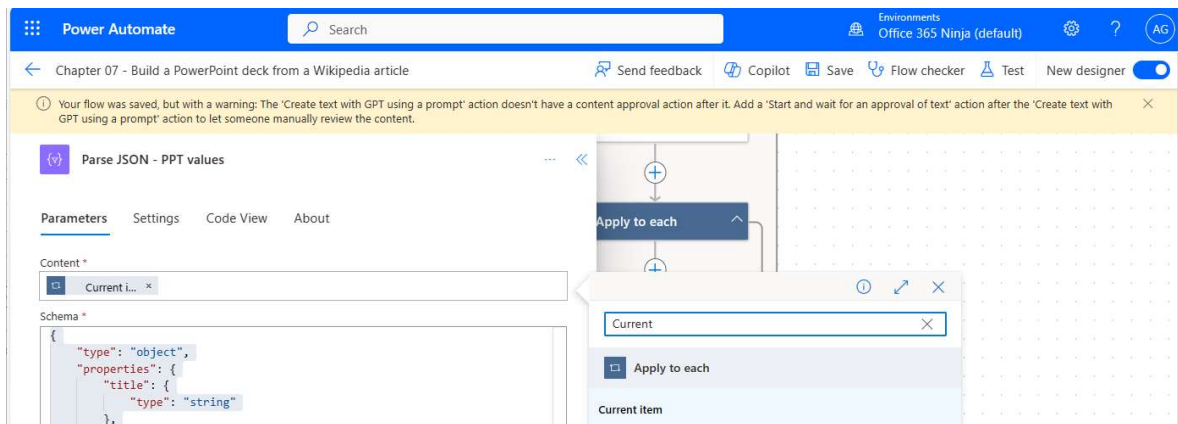 Power Automate
Search
Environments
Office 365 Ninja (default)
?
AG
Chapter 07 - Build a PowerPoint deck from a Wikipedia article
Send feedback
Copilot
Save
Flow checker
Test
New designer
Your flow was saved, but with a warning: The 'Create text with GPT using a prompt' action doesn't have a content approval action after it. Add a 'Start and wait for an approval of text' action after the 'Create text with
GPT using a prompt' action to let someone manually review the content.
Parse JSON - PPT values
Parameters
Settings
Code View
About
Apply to each
Content *
Current i... ×
Schema *
{
"type": "object",
"properties": {
"title": {
"type": "string"
},
Current
Apply to each
Current item